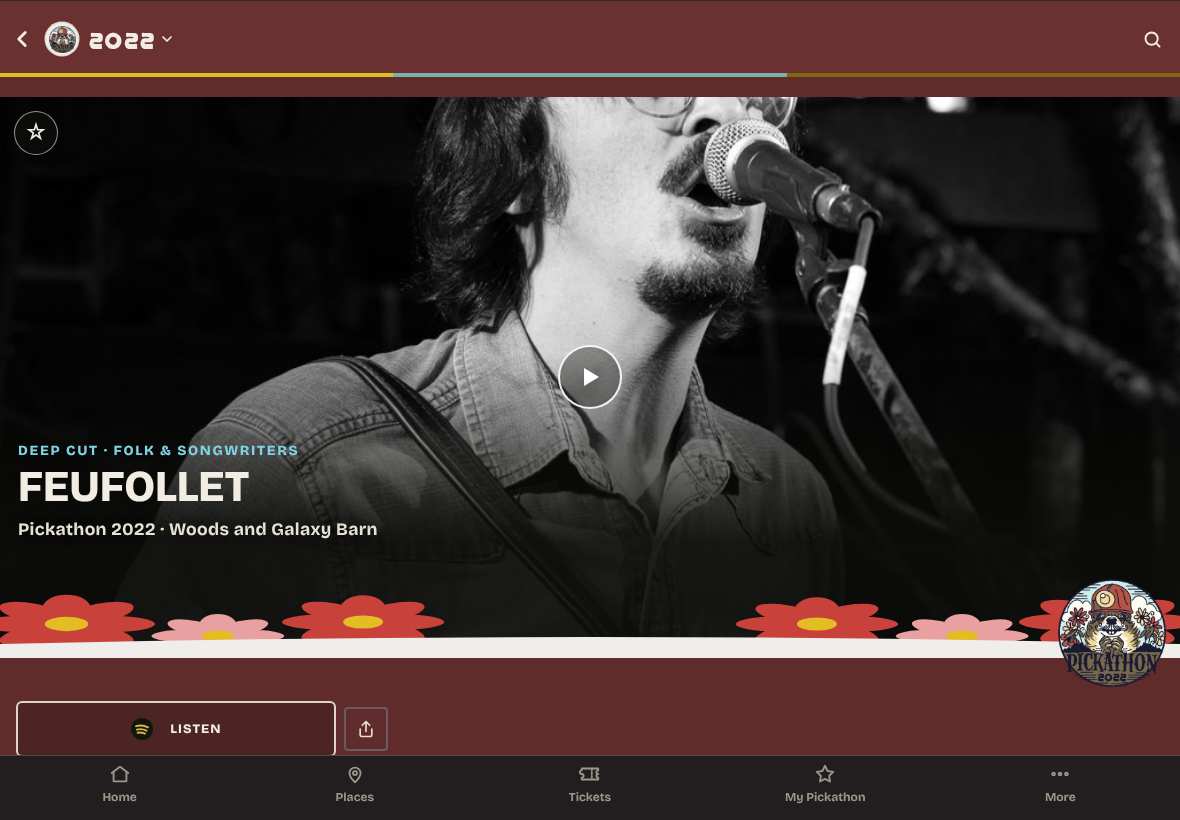 2022
DEEP CUT · FOLK & SONGWRITERS
FEUFOLLET
Pickathon 2022 · Woods and Galaxy Barn
PICKATHON
2022
LISTEN
Home
Places
Tickets
My Pickathon
More